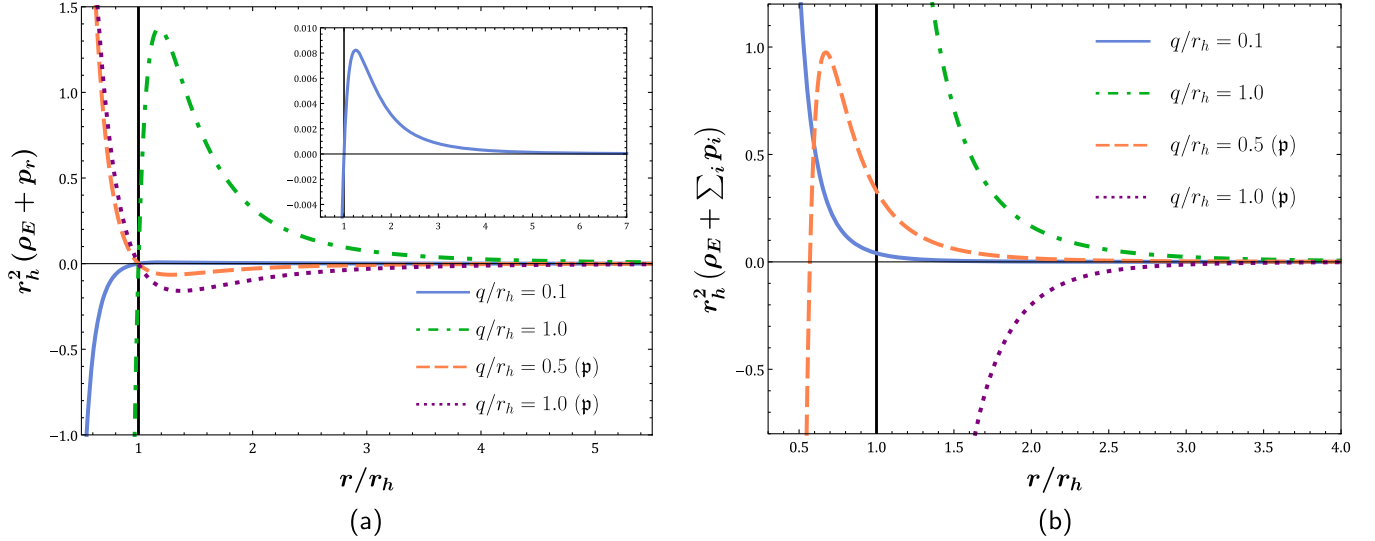 1.5
1.0
0.5
0.0
−0.5
−1.0
r_h^2 (ρ_E + p_r)
1
2
3
4
5
r/r_h
0.010
0.008
0.006
0.004
0.002
0.000
−0.002
−0.004
1
2
3
4
5
6
7
q/r_h = 0.1
q/r_h = 1.0
q/r_h = 0.5 (𝔭)
q/r_h = 1.0 (𝔭)
(a)
1.0
0.5
0.0
−0.5
r_h^2 (ρ_E + ∑_i p_i)
0.5
1.0
1.5
2.0
2.5
3.0
3.5
4.0
r/r_h
q/r_h = 0.1
q/r_h = 1.0
q/r_h = 0.5 (𝔭)
q/r_h = 1.0 (𝔭)
(b)